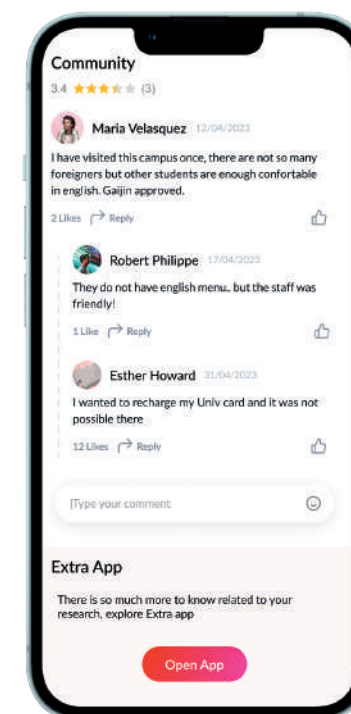 Community
3.4 (3)
Maria Velasquez 12/04/2023
I have visited this campus once, there are not so many
foreigners but other students are enough confortable
in english. Gaijin approved.
2 Likes Reply
Robert Philippe 17/04/2023
They do not have english menu.. but the staff was
friendly!
1 Like Reply
Esther Howard 31/04/2023
I wanted to recharge my Univ card and it was not
possible there
12 Likes Reply
Type your comment
Extra App
There is so much more to know related to your
research, explore Extra app
Open App